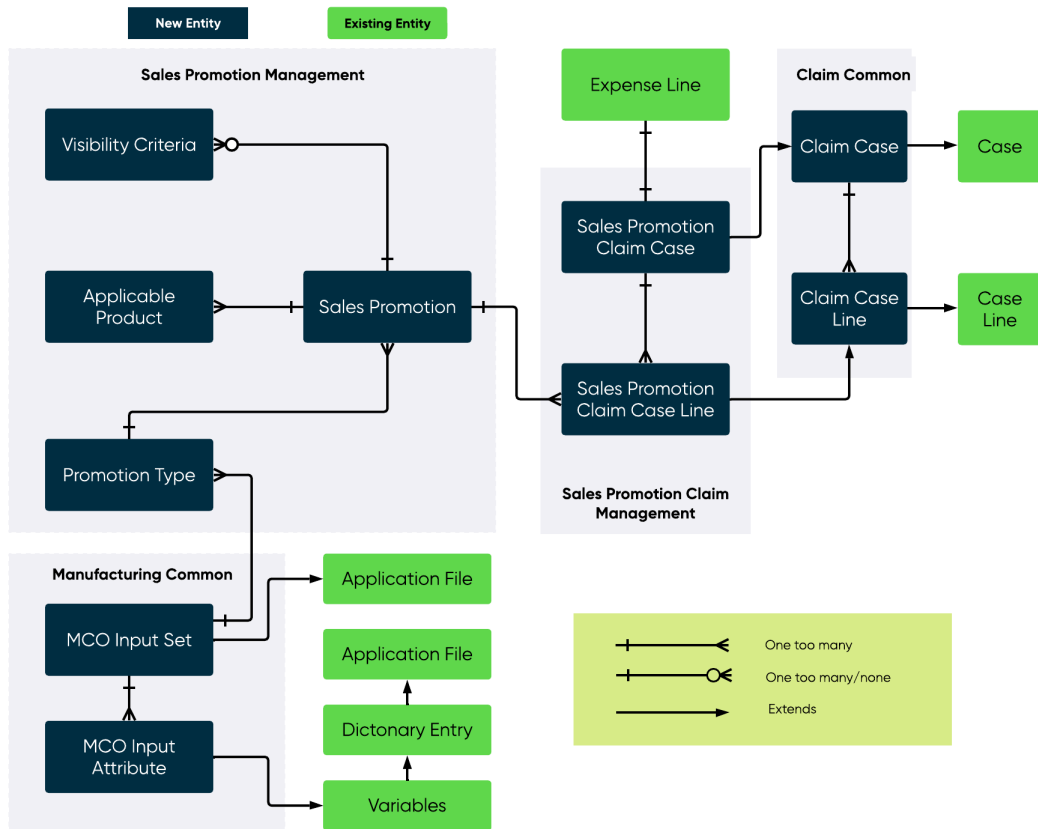 New Entity
Existing Entity
Sales Promotion Management
Visibility Criteria
Applicable
Product
Sales Promotion
Promotion Type
Expense Line
Sales Promotion
Claim Case
Sales Promotion
Claim Case Line
Sales Promotion Claim
Management
Claim Common
Claim Case
Case
Claim Case
Line
Case
Line
Manufacturing Common
MCO Input Set
MCO Input
Attribute
Application File
Application File
Dictonary Entry
Variables
One too many
One too many/none
Extends